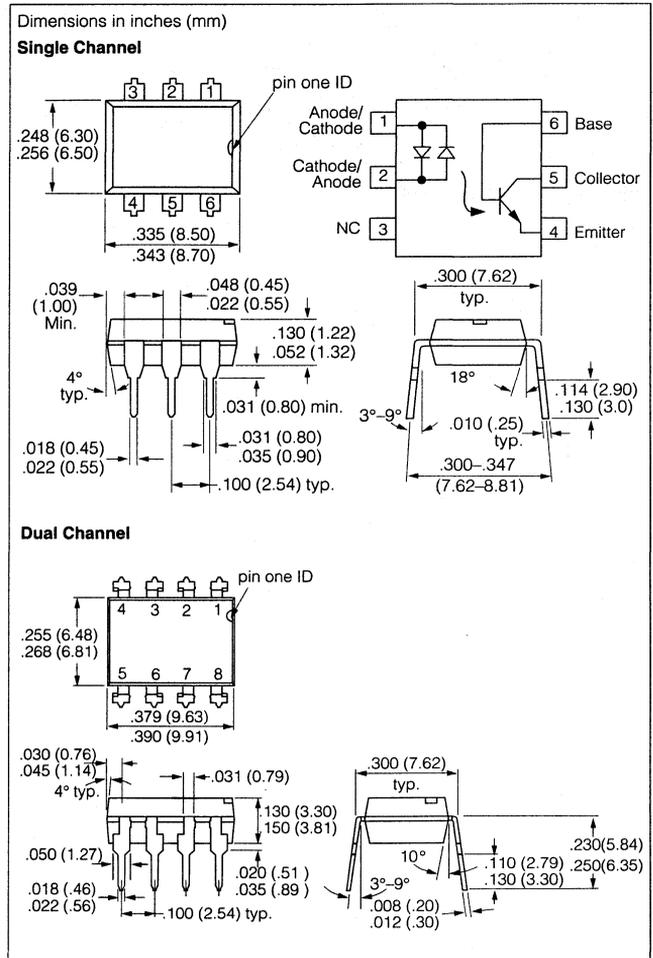 Dimensions in inches (mm)
Single Channel
pin one ID
3 2 1
.248 (6.30)
.256 (6.50)
4 5 6
.335 (8.50)
.343 (8.70)
Anode/
Cathode
1
Cathode/
Anode
2
NC
3
6
Base
5
Collector
4
Emitter
.039
(1.00)
Min.
.048 (0.45)
.022 (0.55)
.130 (1.22)
.052 (1.32)
4°
typ.
.031 (0.80) min.
.018 (0.45)
.022 (0.55)
.031 (0.80)
.035 (0.90)
.100 (2.54) typ.
.300 (7.62)
typ.
18°
.114 (2.90)
.130 (3.0)
3°–9°
.010 (.25)
typ.
.300–.347
(7.62–8.81)
Dual Channel
pin one ID
4 3 2 1
.255 (6.48)
.268 (6.81)
5 6 7 8
.379 (9.63)
.390 (9.91)
.030 (0.76)
.045 (1.14)
4° typ.
.031 (0.79)
.130 (3.30)
150 (3.81)
.050 (1.27)
.020 (.51 )
.035 (.89 )
.018 (.46)
.022 (.56)
.100 (2.54) typ.
.300 (7.62)
typ.
.230(5.84)
.250(6.35)
10°
.110 (2.79)
.130 (3.30)
3°–9°
.008 (.20)
.012 (.30)